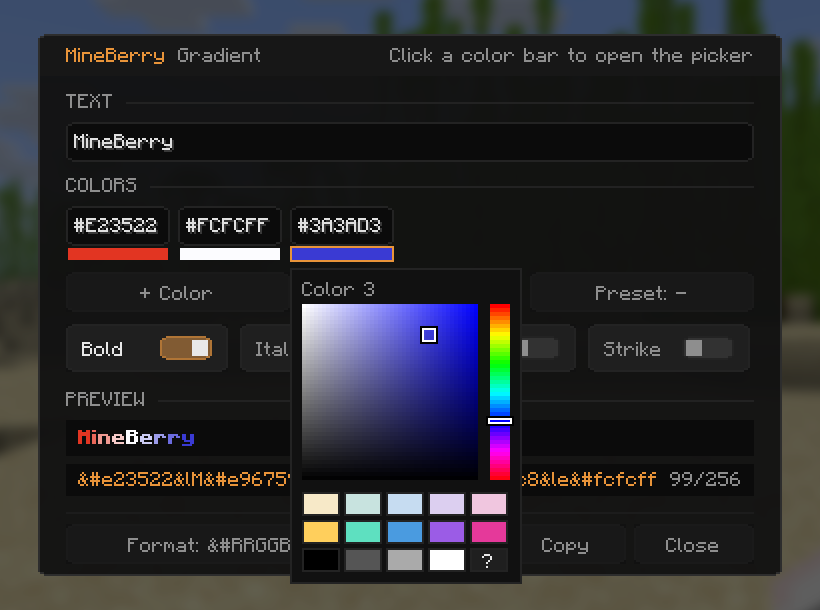 MineBerry Gradient Click a color bar to open the picker
TEXT
MineBerry
COLORS
#E23522 #FCFCFF #3A3AD3
Color 3
+ Color Preset: -
Bold Ital Strike
PREVIEW
MineBerry
&#e23522&lM&#e9675 c8&le&#fcfcff 99/256
?
Format: &#RRGGB Copy Close